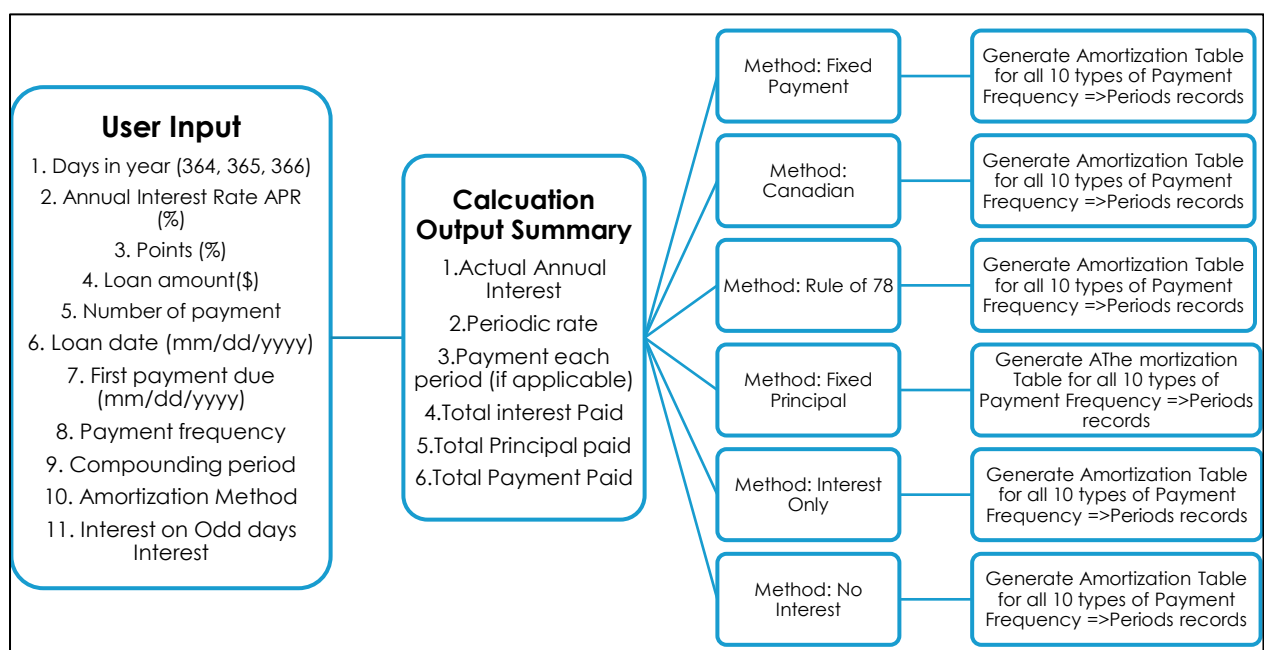 User Input
1. Days in year (364, 365, 366)
2. Annual Interest Rate APR
(%)
3. Points (%)
4. Loan amount($)
5. Number of payment
6. Loan date (mm/dd/yyyy)
7. First payment due
(mm/dd/yyyy)
8. Payment frequency
9. Compounding period
10. Amortization Method
11. Interest on Odd days
Interest
Calcuation
Output Summary
1.Actual Annual
Interest
2.Periodic rate
3.Payment each
period (if applicable)
4.Total interest Paid
5.Total Principal paid
6.Total Payment Paid
Method: Fixed
Payment
Generate Amortization Table
for all 10 types of Payment
Frequency =>Periods records
Method:
Canadian
Generate Amortization Table
for all 10 types of Payment
Frequency =>Periods records
Method: Rule of 78
Generate Amortization Table
for all 10 types of Payment
Frequency =>Periods records
Method: Fixed
Principal
Generate AThe mortization
Table for all 10 types of
Payment Frequency =>Periods
records
Method: Interest
Only
Generate Amortization Table
for all 10 types of Payment
Frequency =>Periods records
Method: No
Interest
Generate Amortization Table
for all 10 types of Payment
Frequency =>Periods records